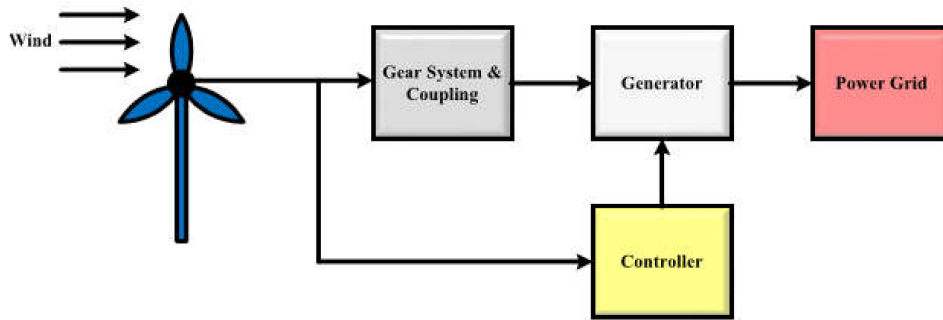 Wind
Gear System &
Coupling
Generator
Power Grid
Controller